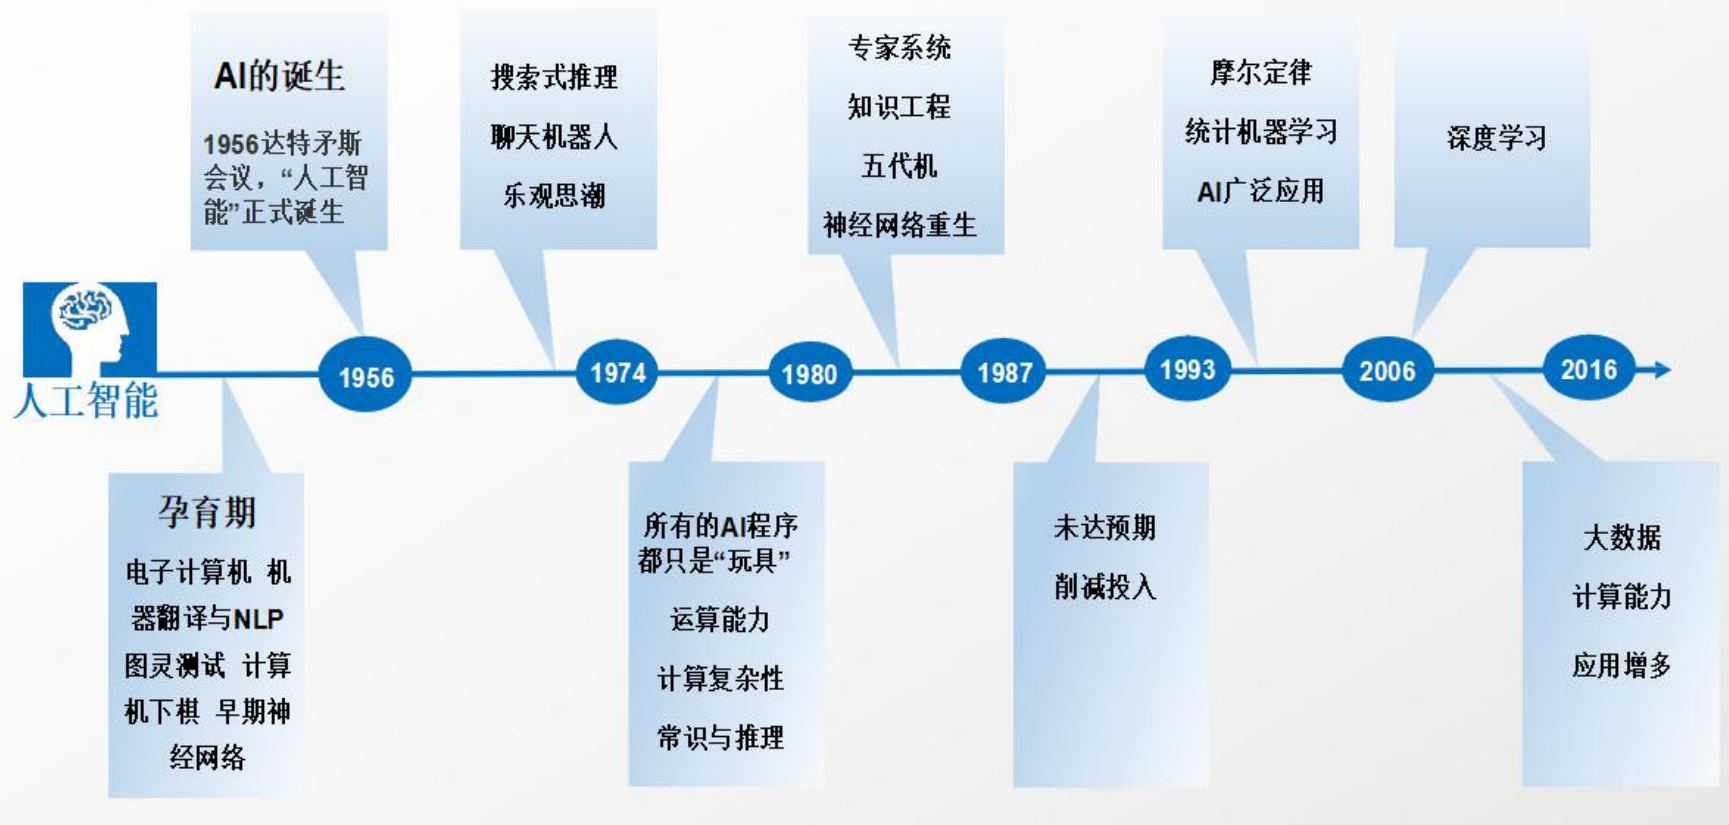 AI的诞生
1956达特矛斯
会议，“人工智
能”正式诞生
搜索式推理
聊天机器人
乐观思潮
专家系统
知识工程
五代机
神经网络重生
摩尔定律
统计机器学习
AI广泛应用
深度学习
人工智能
1956
1974
1980
1987
1993
2006
2016
孕育期
电子计算机 机
器翻译与NLP
图灵测试 计算
机下棋 早期神
经网络
所有的AI程序
都只是“玩具”
运算能力
计算复杂性
常识与推理
未达预期
削减投入
大数据
计算能力
应用增多